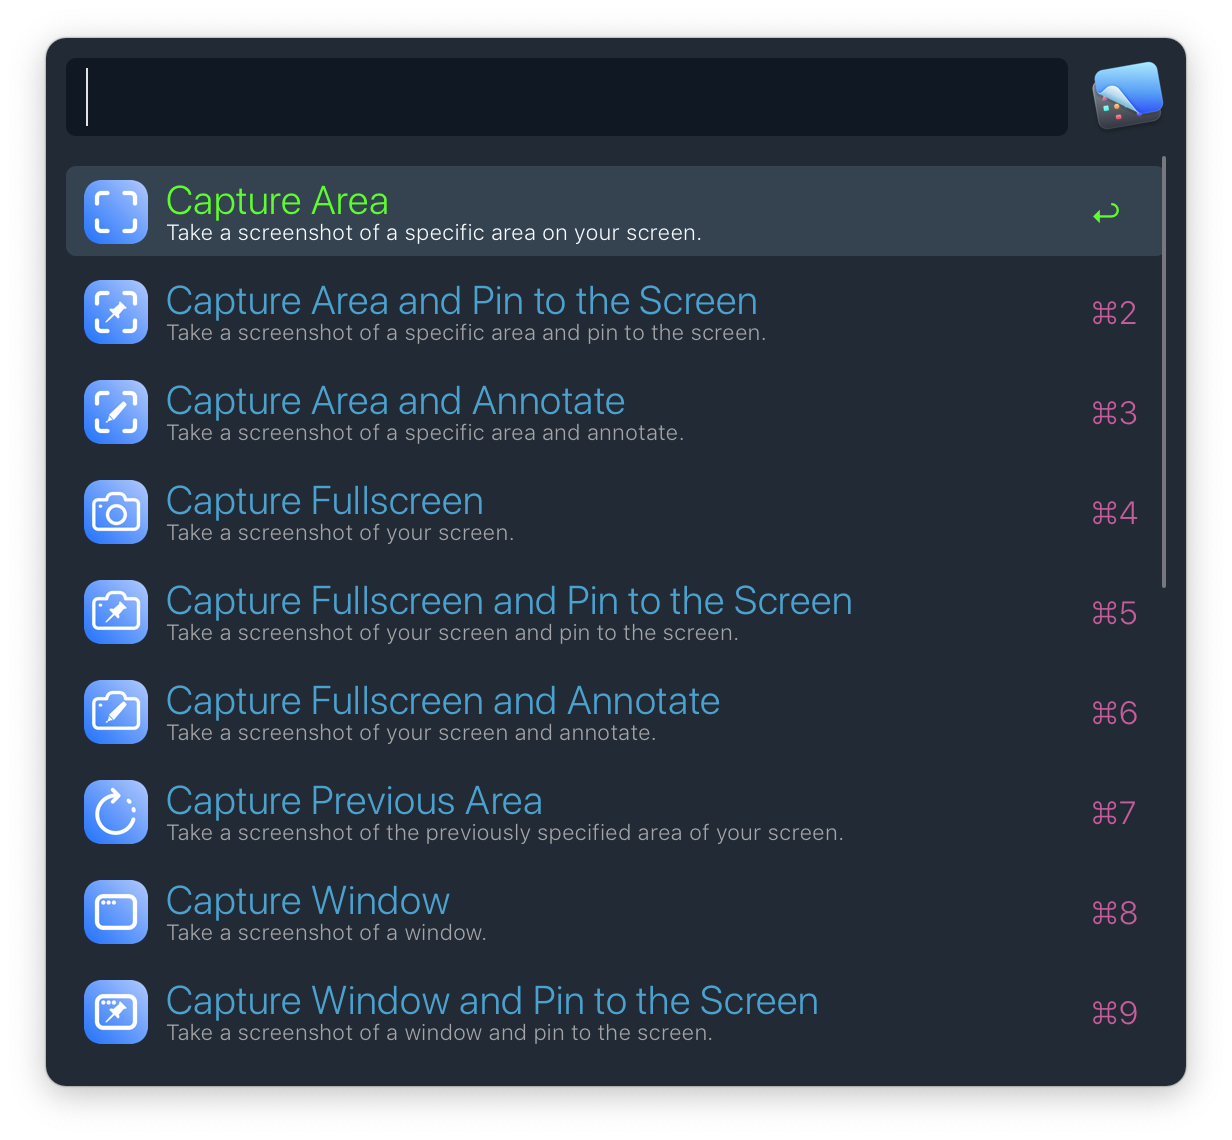 Capture Area
Take a screenshot of a specific area on your screen.
Capture Area and Pin to the Screen
⌘2
Take a screenshot of a specific area and pin to the screen.
Capture Area and Annotate
⌘3
Take a screenshot of a specific area and annotate.
Capture Fullscreen
⌘4
Take a screenshot of your screen.
Capture Fullscreen and Pin to the Screen
⌘5
Take a screenshot of your screen and pin to the screen.
Capture Fullscreen and Annotate
⌘6
Take a screenshot of your screen and annotate.
Capture Previous Area
⌘7
Take a screenshot of the previously specified area of your screen.
Capture Window
⌘8
Take a screenshot of a window.
Capture Window and Pin to the Screen
⌘9
Take a screenshot of a window and pin to the screen.